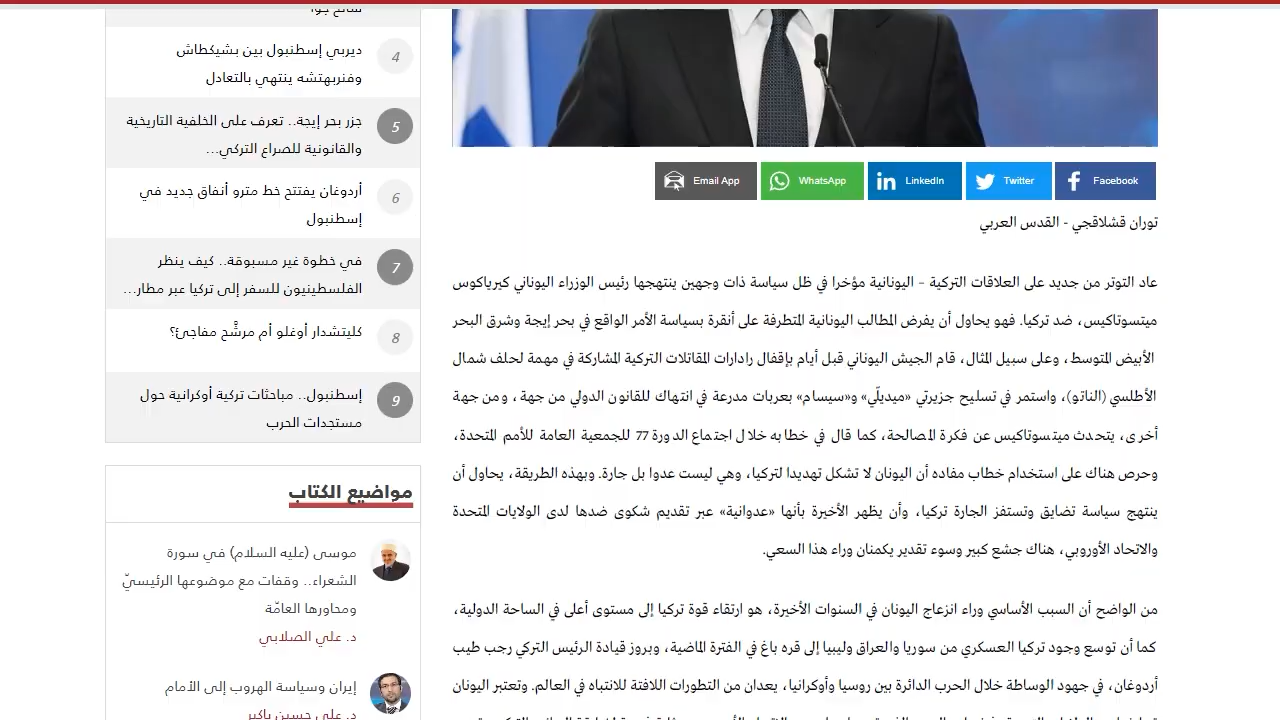 Facebook
Twitter
LinkedIn
WhatsApp
Email App
توران قشلاقجي - القدس العربي
عاد التوتر من جديد على العلاقات التركية – اليونانية مؤخرا في ظل سياسة ذات وجهين ينتهجها رئيس الوزراء اليوناني كيرياكوس
ميتسوتاكيس، ضد تركيا. فهو يحاول أن يفرض المطالب اليونانية المتطرفة على أنقرة بسياسة الأمر الواقع في بحر إيجة وشرق البحر
الأبيض المتوسط، وعلى سبيل المثال، قام الجيش اليوناني قبل أيام بإقفال رادارات المقاتلات التركية المشاركة في مهمة لحلف شمال
الأطلسي (الناتو)، واستمر في تسليح جزيرتي «ميديلّي» و«سيسام» بعربات مدرعة في انتهاك للقانون الدولي من جهة، ومن جهة
أخرى، يتحدث ميتسوتاكيس عن فكرة المصالحة، كما قال في خطابه خلال اجتماع الدورة 77 للجمعية العامة للأمم المتحدة،
وحرص هناك على استخدام خطاب مفاده أن اليونان لا تشكل تهديدا لتركيا، وهي ليست عدوا بل جارة. وبهذه الطريقة، يحاول أن
ينتهج سياسة تضايق وتستفز الجارة تركيا، وأن يظهر الأخيرة بأنها «عدوانية» عبر تقديم شكوى ضدها لدى الولايات المتحدة
والاتحاد الأوروبي، هناك جشع كبير وسوء تقدير يكمنان وراء هذا السعي.
من الواضح أن السبب الأساسي وراء انزعاج اليونان في السنوات الأخيرة، هو ارتقاء قوة تركيا إلى مستوى أعلى في الساحة الدولية،
كما أن توسع وجود تركيا العسكري من سوريا والعراق وليبيا إلى قره باغ في الفترة الماضية، وبروز قيادة الرئيس التركي رجب طيب
أردوغان، في جهود الوساطة خلال الحرب الدائرة بين روسيا وأوكرانيا، يعدان من التطورات اللافتة للانتباه في العالم. وتعتبر اليونان
4
ديربي إسطنبول بين بشيكطاش
وفنربهتشه ينتهي بالتعادل
5
جزر بحر إيجة.. تعرف على الخلفية التاريخية
والقانونية للصراع التركي...
6
أردوغان يفتتح خط مترو أنفاق جديد في
إسطنبول
7
في خطوة غير مسبوقة.. كيف ينظر
الفلسطينيون للسفر إلى تركيا عبر مطار...
8
كليتشدار أوغلو أم مرشَّح مفاجئ؟
9
إسطنبول.. مباحثات تركية أوكرانية حول
مستجدات الحرب
مواضيع الكتاب
موسى (عليه السلام) في سورة
الشعراء.. وقفات مع موضوعها الرئيسيّ
ومحاورها العامّة
د. علي الصلابي
إيران وسياسة الهروب إلى الأمام
د. علي حسين باكير